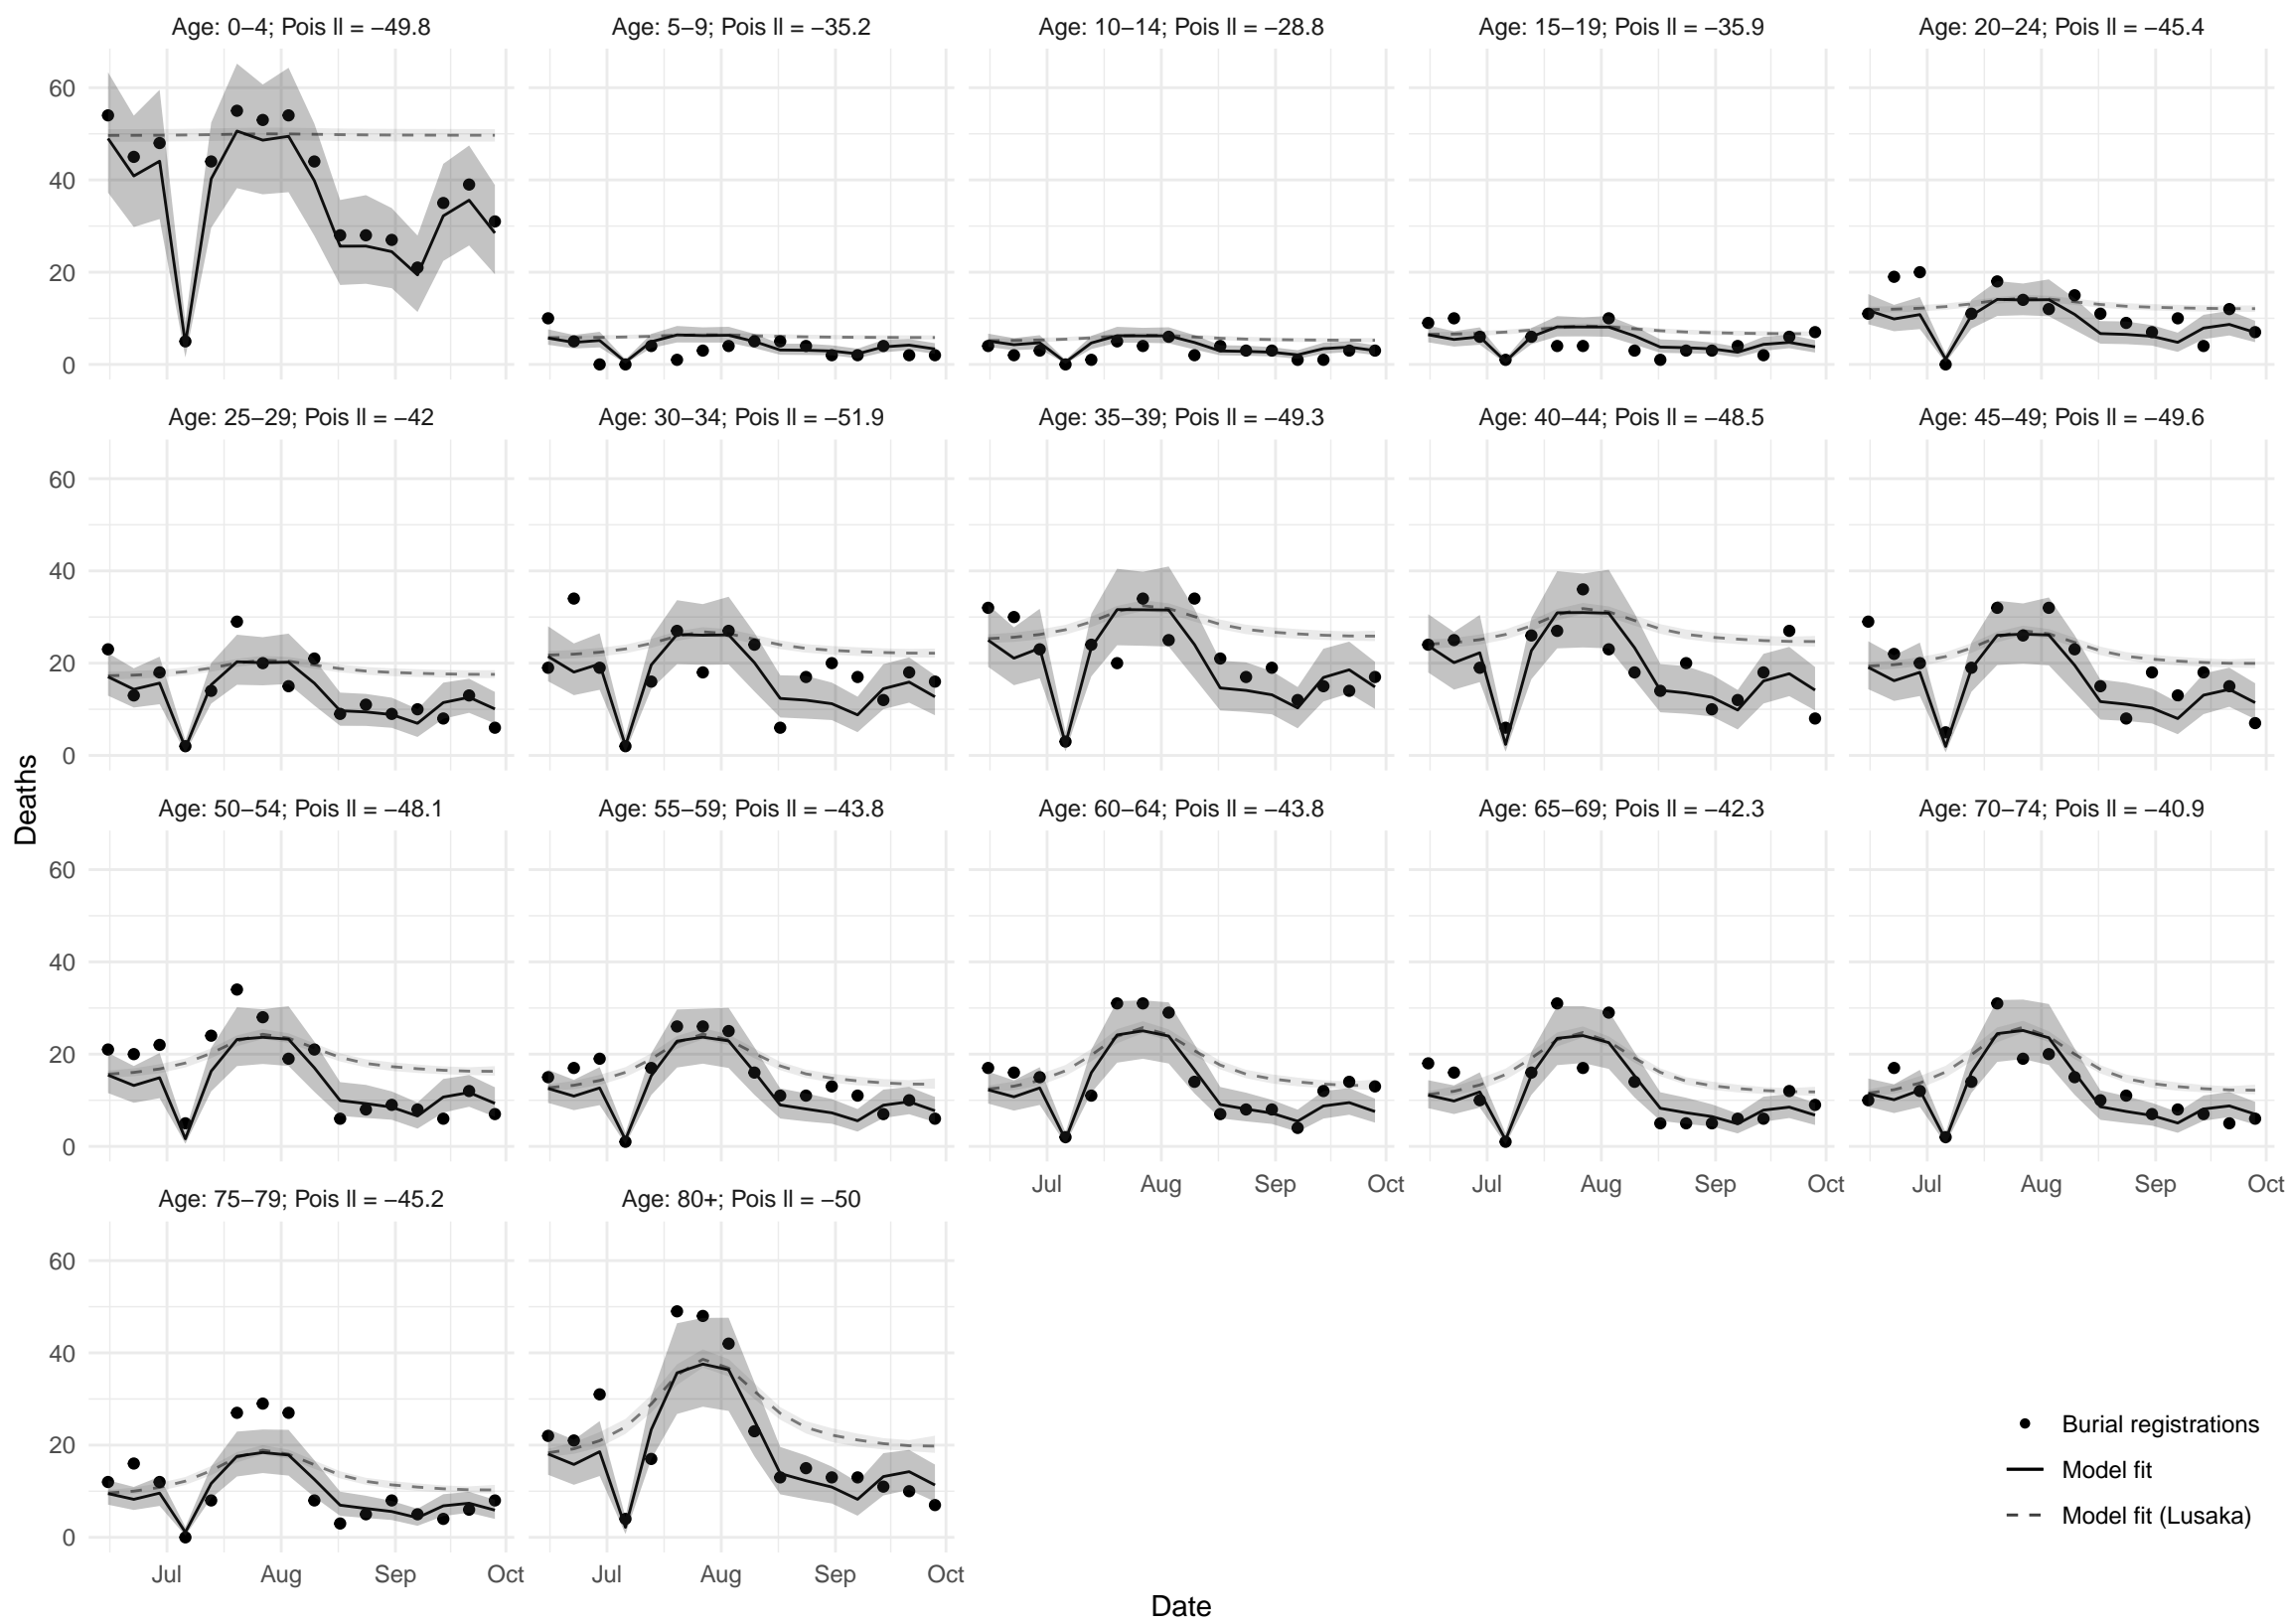 Age: 0−4; Pois ll = −49.8
Age: 5−9; Pois ll = −35.2
Age: 10−14; Pois ll = −28.8
Age: 15−19; Pois ll = −35.9
Age: 20−24; Pois ll = −45.4
60
40
20
0
Age: 25−29; Pois ll = −42
Age: 30−34; Pois ll = −51.9
Age: 35−39; Pois ll = −49.3
Age: 40−44; Pois ll = −48.5
Age: 45−49; Pois ll = −49.6
60
40
20
0
Deaths
Age: 50−54; Pois ll = −48.1
Age: 55−59; Pois ll = −43.8
Age: 60−64; Pois ll = −43.8
Age: 65−69; Pois ll = −42.3
Age: 70−74; Pois ll = −40.9
60
40
20
0
Jul Aug Sep Oct
Jul Aug Sep Oct
Jul Aug Sep Oct
Age: 75−79; Pois ll = −45.2
Age: 80+; Pois ll = −50
60
40
20
0
Jul Aug Sep Oct
Jul Aug Sep Oct
Burial registrations
Model fit
Model fit (Lusaka)
Date